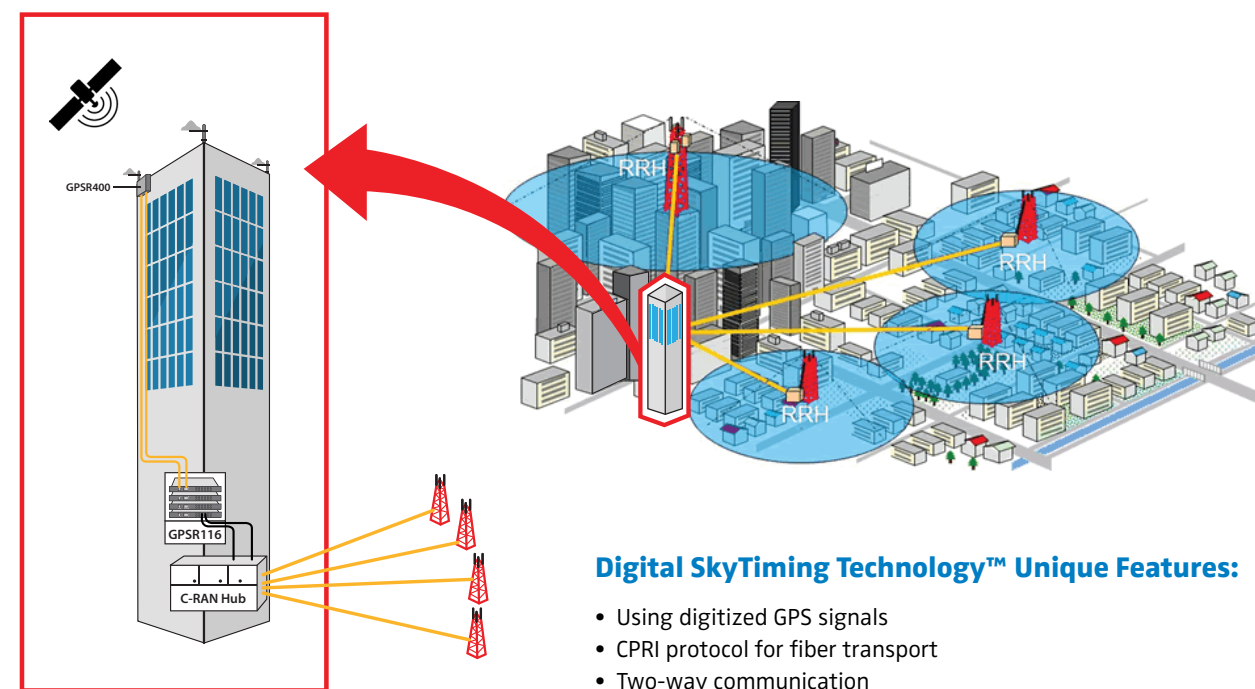 GPSR400
GPSR116
C-RAN Hub
RRH
RRH
RRH
RRH
Digital SkyTiming Technology™ Unique Features:
• Using digitized GPS signals
• CPRI protocol for fiber transport
• Two-way communication